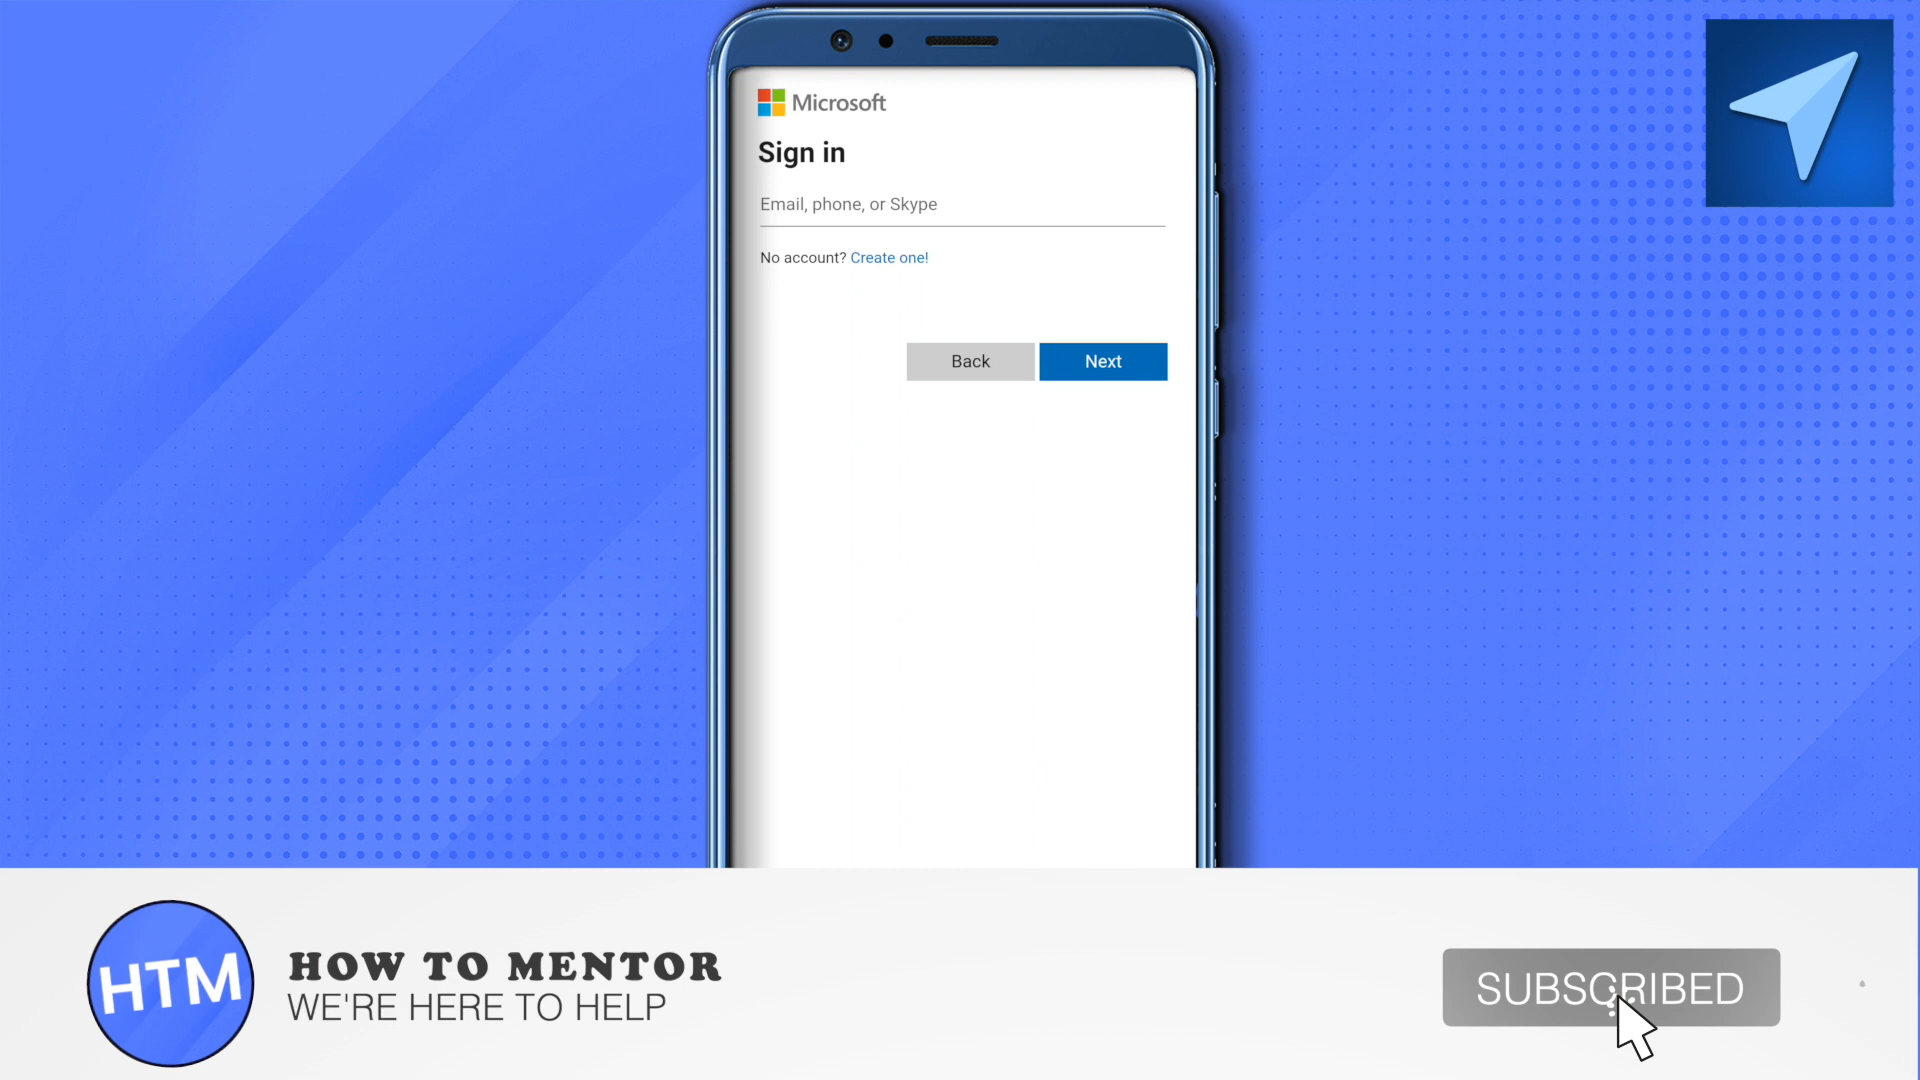 Microsoft
Sign in
Email, phone, or Skype
No account? Create one!
Back
Next
HTM
HOW TO MENTOR
WE'RE HERE TO HELP
SUBSCRIBED